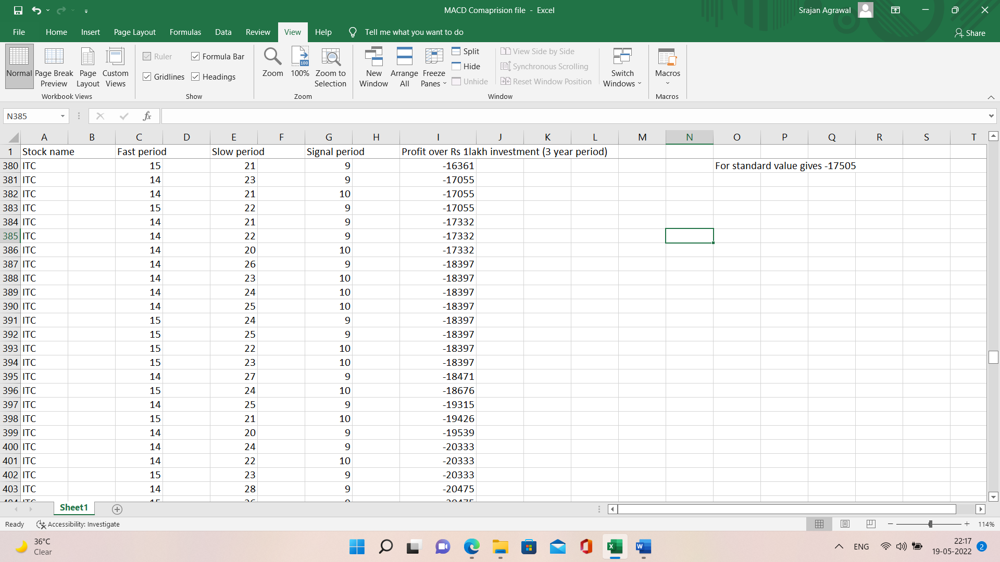 MACD Comaprision file - Excel
Srajan Agrawal
File Home Insert Page Layout Formulas Data Review View Help Tell me what you want to do
Share
Normal Page Break Preview Page Layout Custom Views
Workbook Views
Ruler Formula Bar
Gridlines Headings
Show
Zoom 100% Zoom to Selection
100
Zoom
New Window Arrange All Freeze Panes
Split
Hide
Unhide
View Side by Side
Synchronous Scrolling
Reset Window Position
Switch Windows
Window
Macros
Macros
N385
fx
A B C D E F G H I J K L M N O P Q R S T
1 Stock name Fast period Slow period Signal period Profit over Rs 1lakh investment (3 year period)
380 ITC 15 21 9 -16361 For standard value gives -17505
381 ITC 14 23 9 -17055
382 ITC 14 21 10 -17055
383 ITC 15 22 9 -17055
384 ITC 14 21 9 -17332
385 ITC 14 22 9 -17332
386 ITC 14 20 10 -17332
387 ITC 14 26 9 -18397
388 ITC 14 23 10 -18397
389 ITC 14 24 10 -18397
390 ITC 14 25 10 -18397
391 ITC 15 24 9 -18397
392 ITC 15 25 9 -18397
393 ITC 15 22 10 -18397
394 ITC 15 23 10 -18397
395 ITC 14 27 9 -18471
396 ITC 15 24 10 -18676
397 ITC 14 25 9 -19315
398 ITC 15 21 10 -19426
399 ITC 14 20 9 -19539
400 ITC 14 24 9 -20333
401 ITC 14 22 10 -20333
402 ITC 15 23 9 -20333
403 ITC 14 28 9 -20475
Sheet1
Ready Accessibility: Investigate
114%
36°C
Clear
ENG
22:17
19-05-2022
2